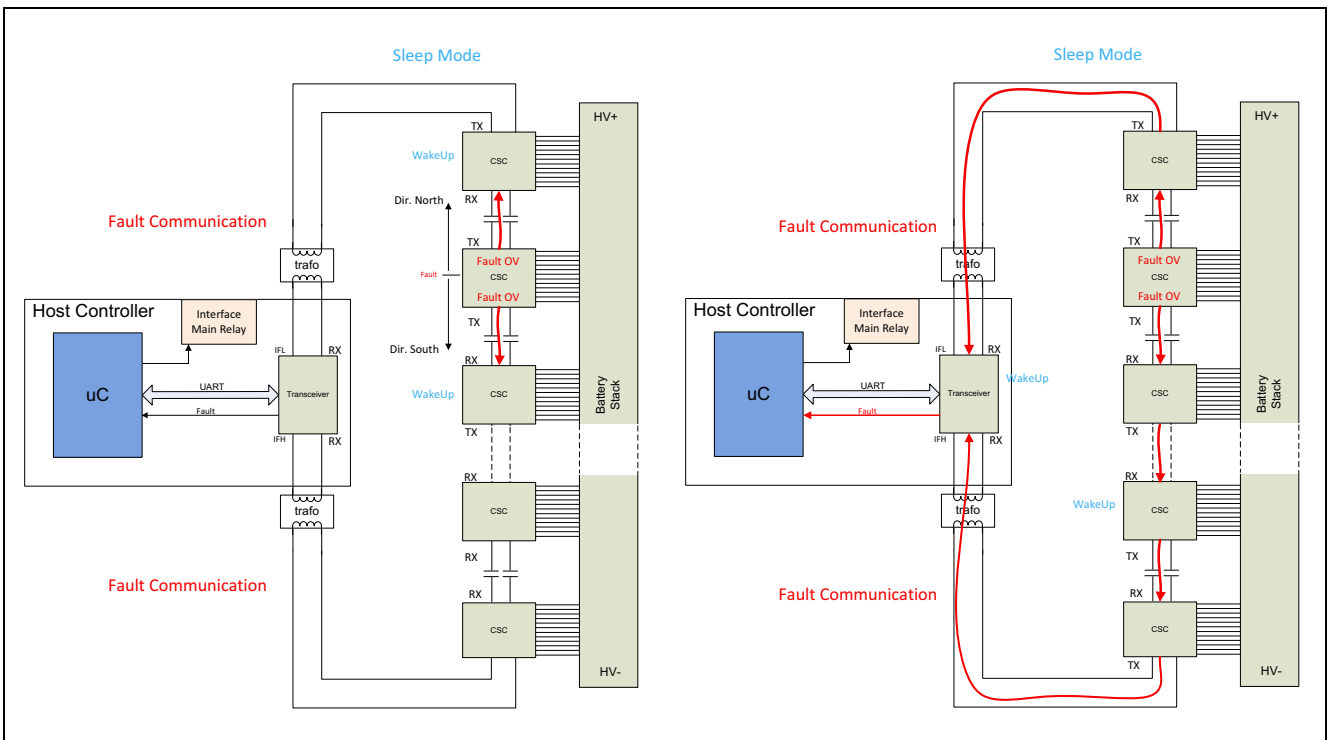 Sleep Mode
HV+
TX
CSC
WakeUp
RX
Dir. North
Fault Communication
TX
Fault OV
CSC
Fault
Fault OV
trafo
Host Controller
Interface
Main Relay
TX
Dir. South
IFL
RX
RX
uC
UART
Transceiver
CSC
WakeUp
Fault
Battery
Stack
IFH
RX
TX
RX
CSC
trafo
RX
Fault Communication
RX
CSC
HV-
Sleep Mode
HV+
TX
CSC
RX
Fault Communication
TX
Fault OV
CSC
Fault OV
trafo
Host Controller
Interface
Main Relay
TX
IFL
RX
RX
WakeUp
uC
UART
Transceiver
CSC
Fault
Battery
Stack
IFH
RX
TX
RX
CSC
WakeUp
trafo
TX
Fault Communication
RX
CSC
TX
HV-